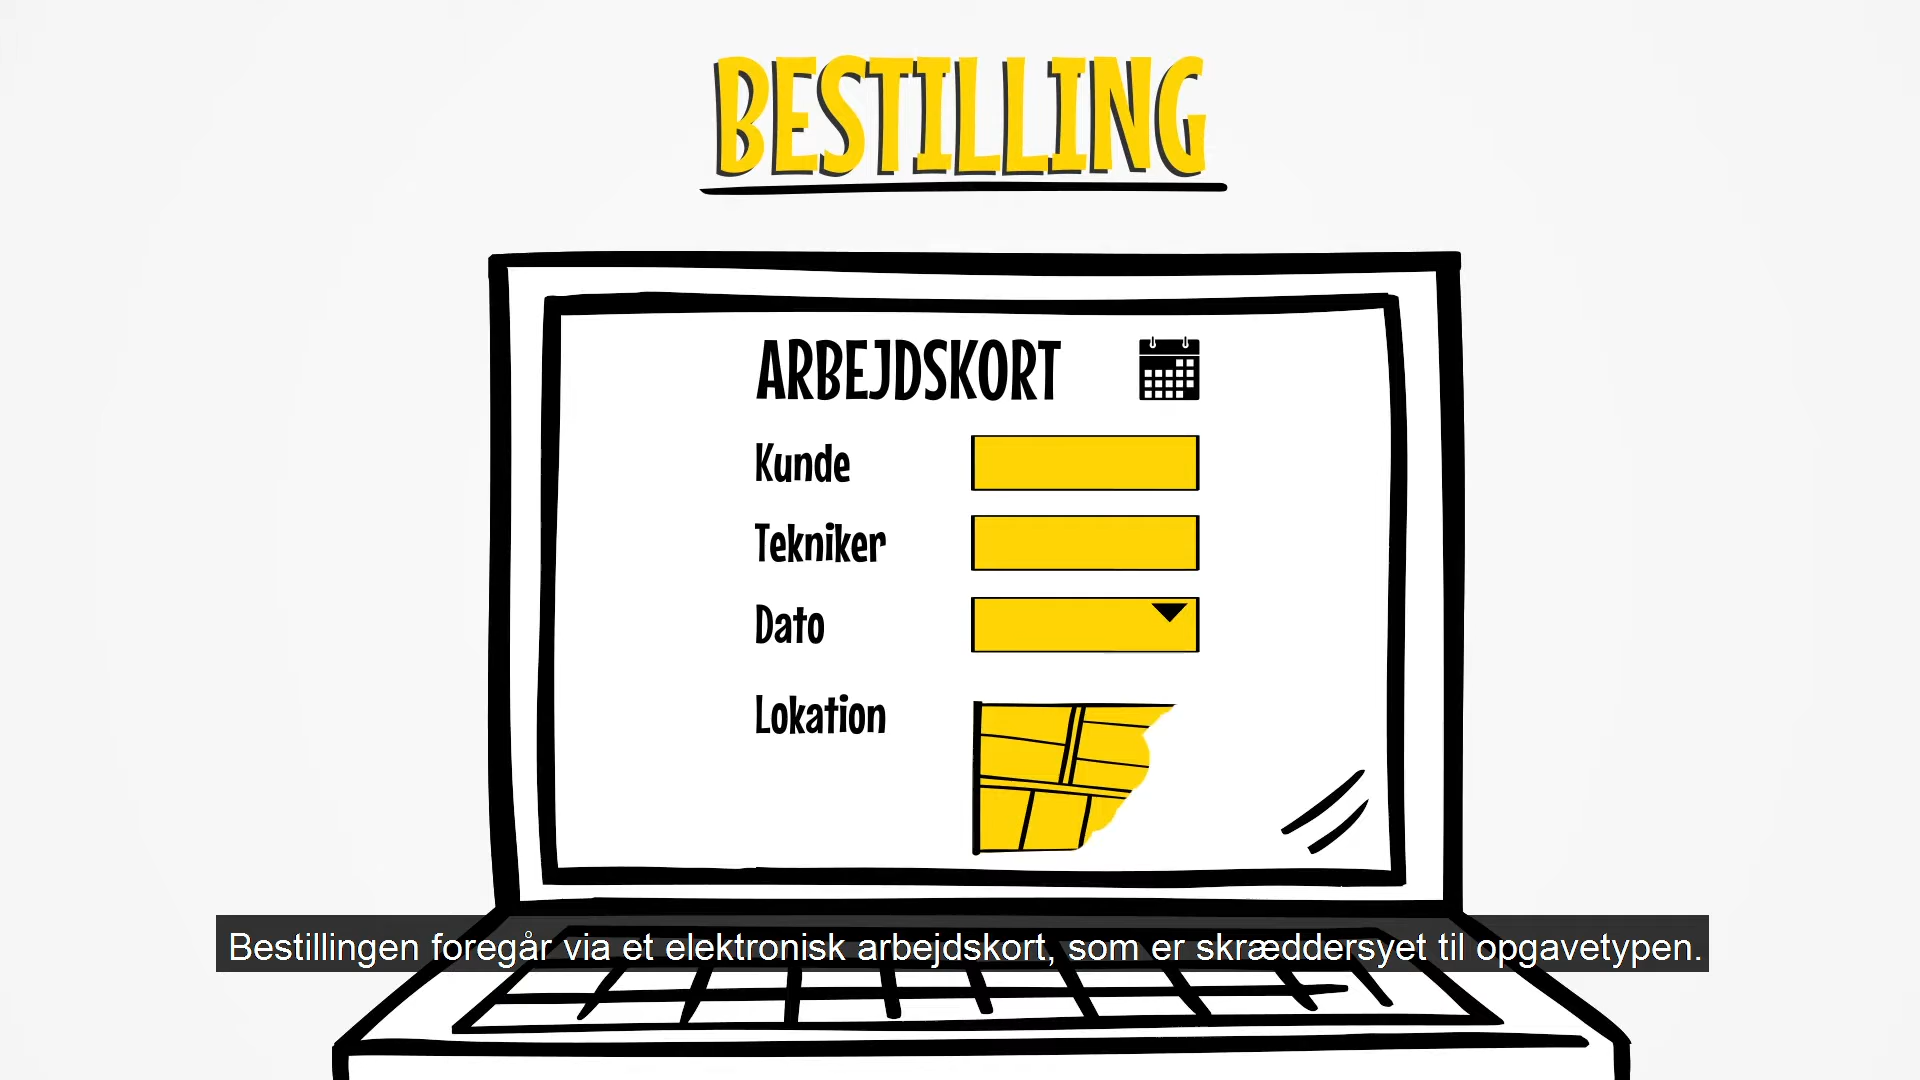 BESTILLING
ARBEJDSKORT
Kunde
Tekniker
Dato
Lokation
Bestillingen foregår via et elektronisk arbejdskort, som er skræddersyet til opgavetypen.